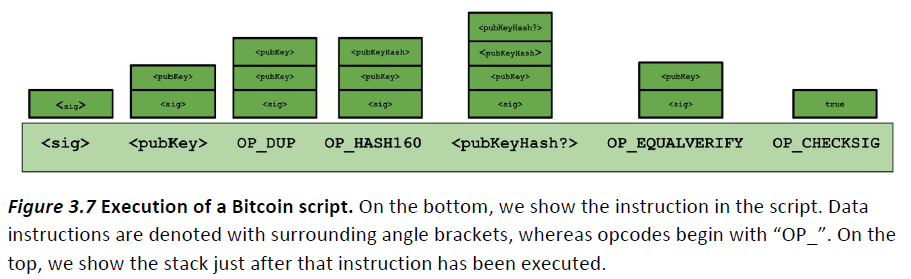 <pubKeyHash?>
<pubKey> <pubKeyHash> <pubKeyHash>
<pubKey> <pubKey> <pubKey> <pubKey> <pubKey>
<sig> <sig> <sig> <sig> <sig> <sig> true
<sig> <pubKey> OP_DUP OP_HASH160 <pubKeyHash?> OP_EQUALVERIFY OP_CHECKSIG
Figure 3.7 Execution of a Bitcoin script. On the bottom, we show the instruction in the script. Data
instructions are denoted with surrounding angle brackets, whereas opcodes begin with “OP_”. On the
top, we show the stack just after that instruction has been executed.